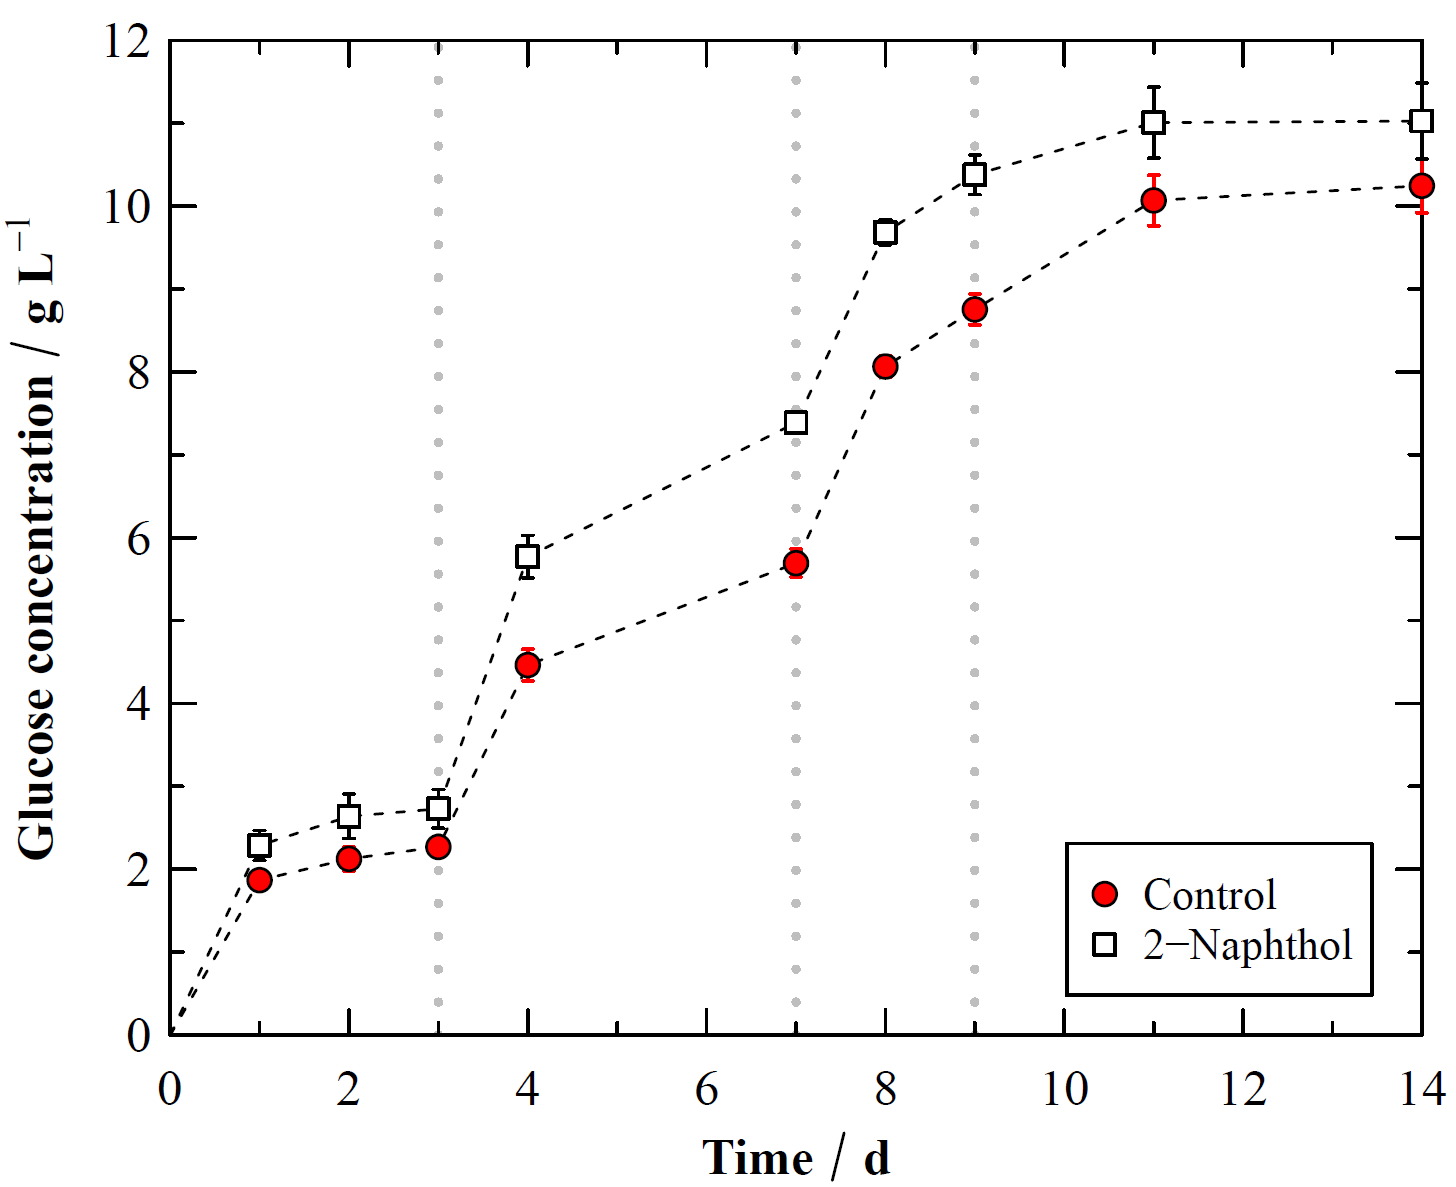 12
10
8
6
4
2
0
Glucose concentration / g L⁻¹
Control
2−Naphthol
0 2 4 6 8 10 12 14
Time / d